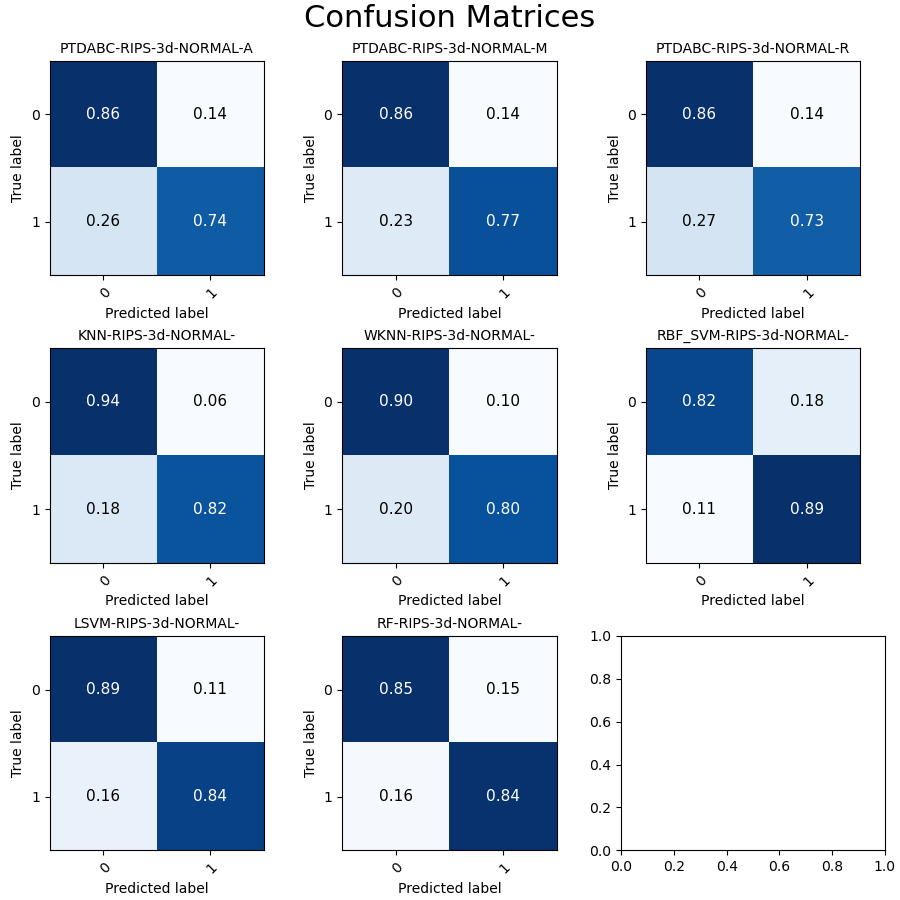 Confusion Matrices
PTDABC-RIPS-3d-NORMAL-A
0
0.86 0.14
True label
1
0.26 0.74
0 1
Predicted label
PTDABC-RIPS-3d-NORMAL-M
0
0.86 0.14
True label
1
0.23 0.77
0 1
Predicted label
PTDABC-RIPS-3d-NORMAL-R
0
0.86 0.14
True label
1
0.27 0.73
0 1
Predicted label
KNN-RIPS-3d-NORMAL-
0
0.94 0.06
True label
1
0.18 0.82
0 1
Predicted label
WKNN-RIPS-3d-NORMAL-
0
0.90 0.10
True label
1
0.20 0.80
0 1
Predicted label
RBF_SVM-RIPS-3d-NORMAL-
0
0.82 0.18
True label
1
0.11 0.89
0 1
Predicted label
LSVM-RIPS-3d-NORMAL-
0
0.89 0.11
True label
1
0.16 0.84
0 1
Predicted label
RF-RIPS-3d-NORMAL-
0
0.85 0.15
True label
1
0.16 0.84
0 1
Predicted label
1.0
0.8
0.6
0.4
0.2
0.0
0.0 0.2 0.4 0.6 0.8 1.0